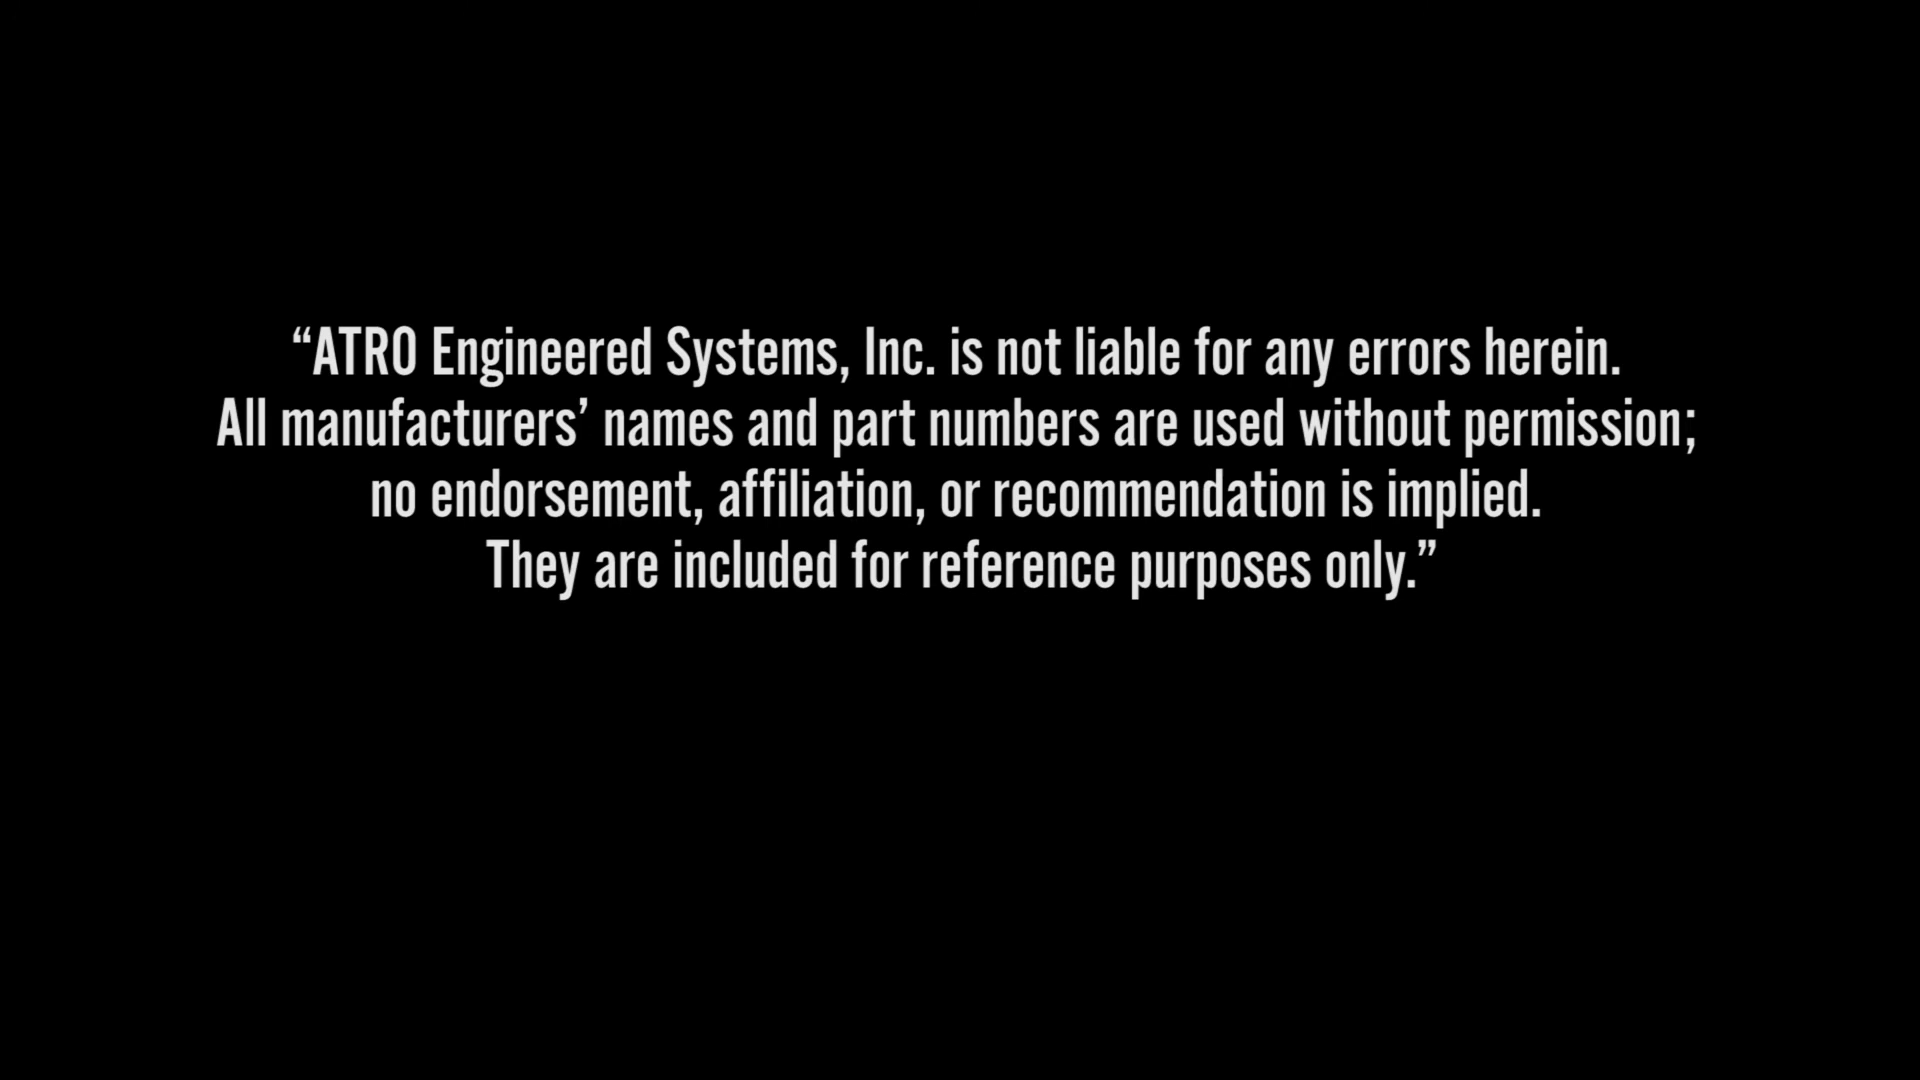 “ATRO Engineered Systems, Inc. is not liable for any errors herein.
All manufacturers’ names and part numbers are used without permission;
no endorsement, affiliation, or recommendation is implied.
They are included for reference purposes only.”